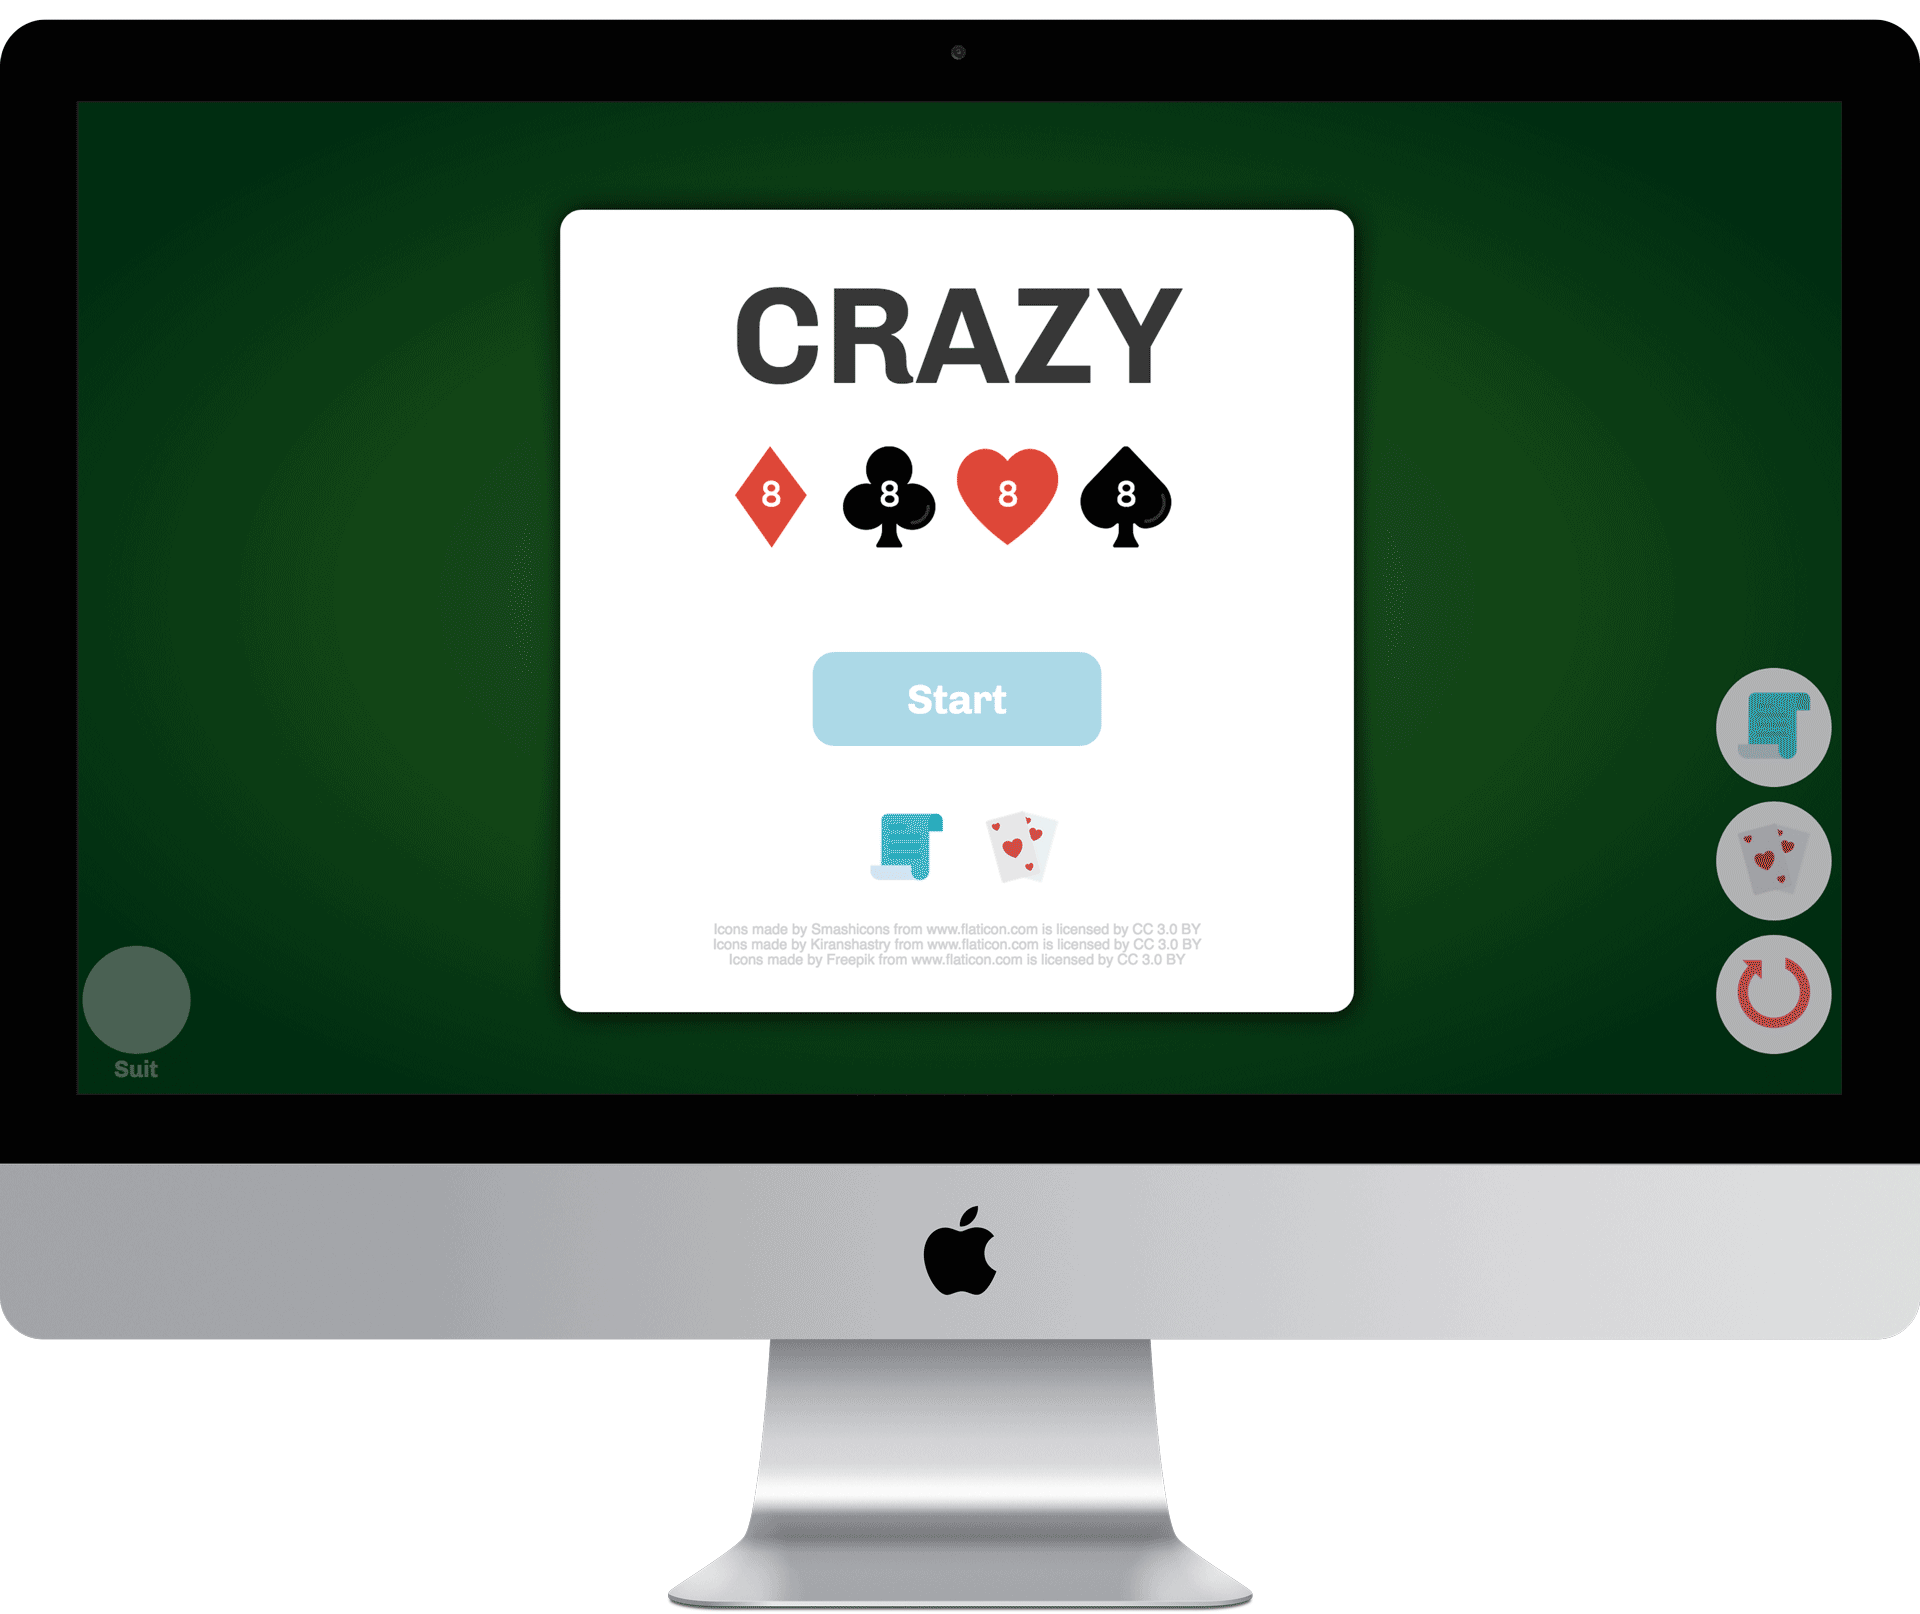 CRAZY
8 8 8 8
Start
Icons made by Smashicons from www.flaticon.com is licensed by CC 3.0 BY
Icons made by Kiranshastry from www.flaticon.com is licensed by CC 3.0 BY
Icons made by Freepik from www.flaticon.com is licensed by CC 3.0 BY
Suit